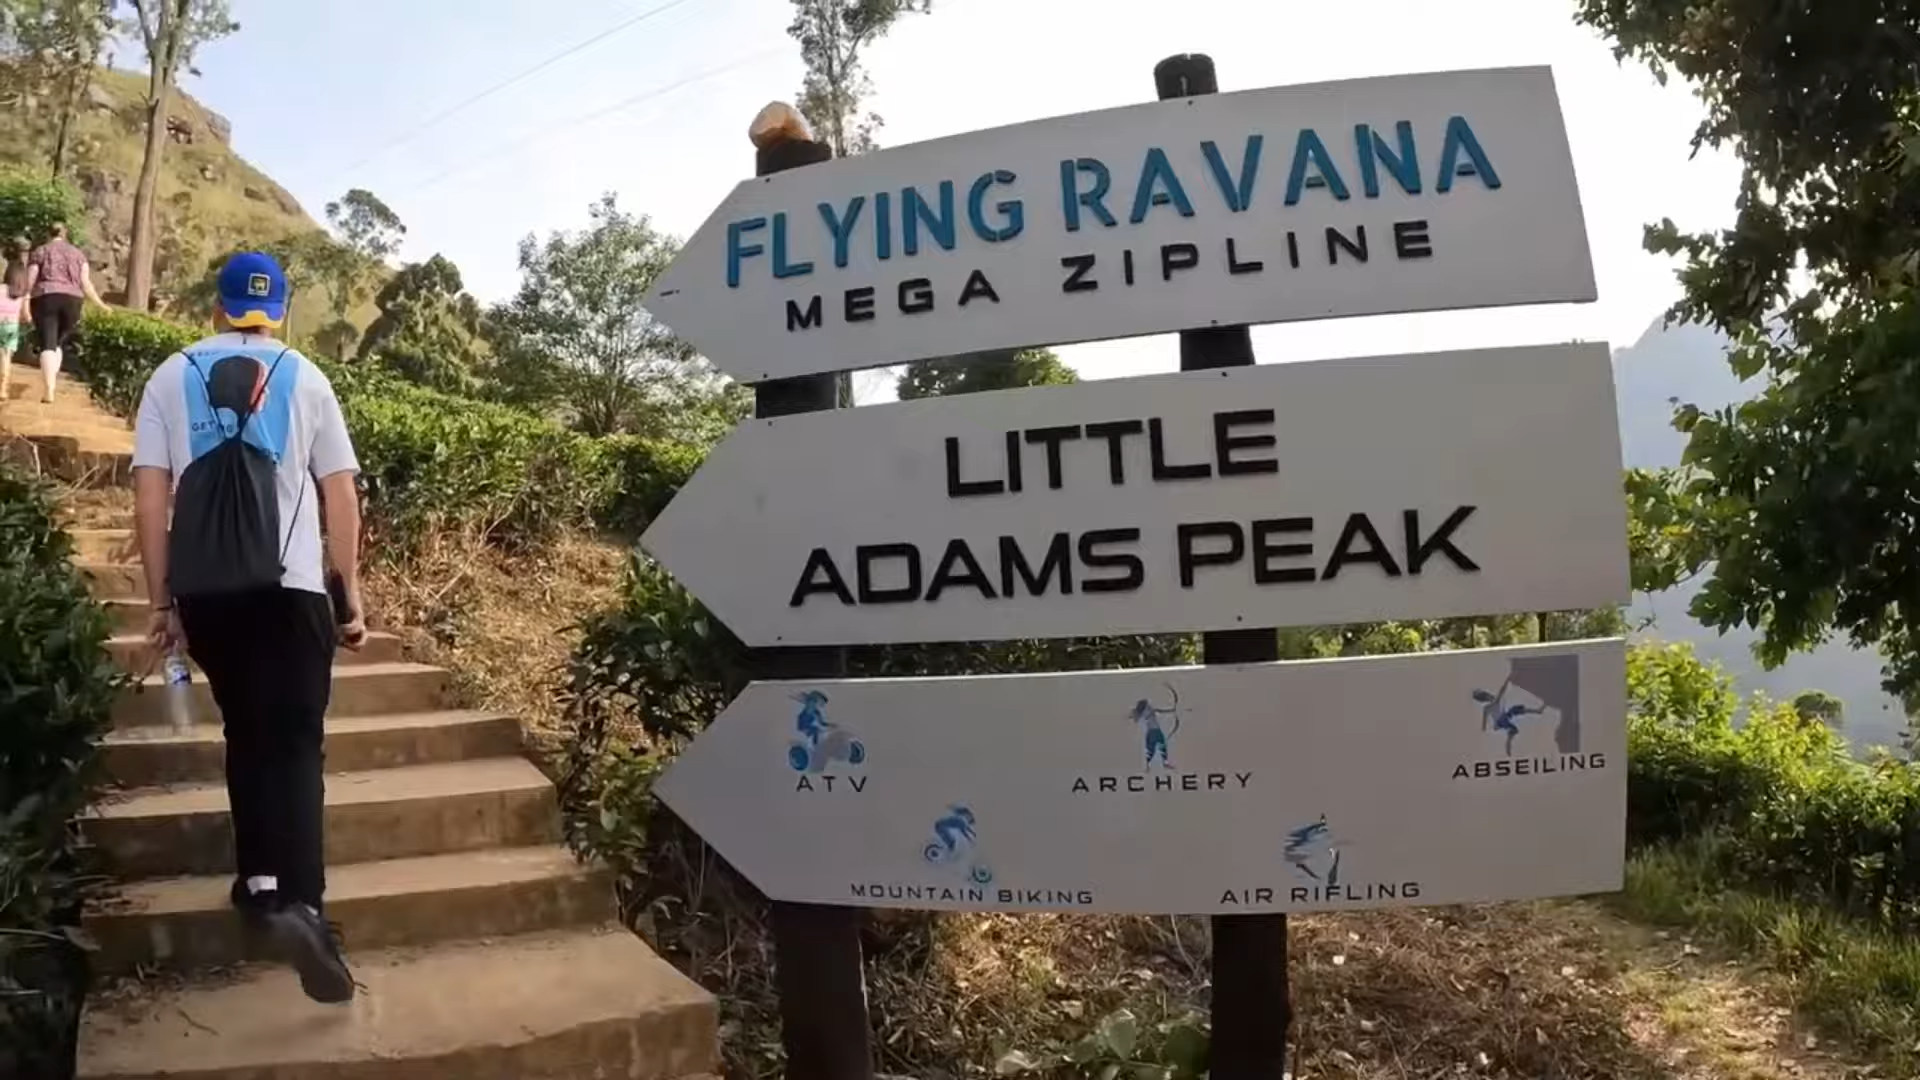 FLYING RAVANA
MEGA ZIPLINE
LITTLE
ADAMS PEAK
ATV
ARCHERY
ABSEILING
MOUNTAIN BIKING
AIR RIFLING